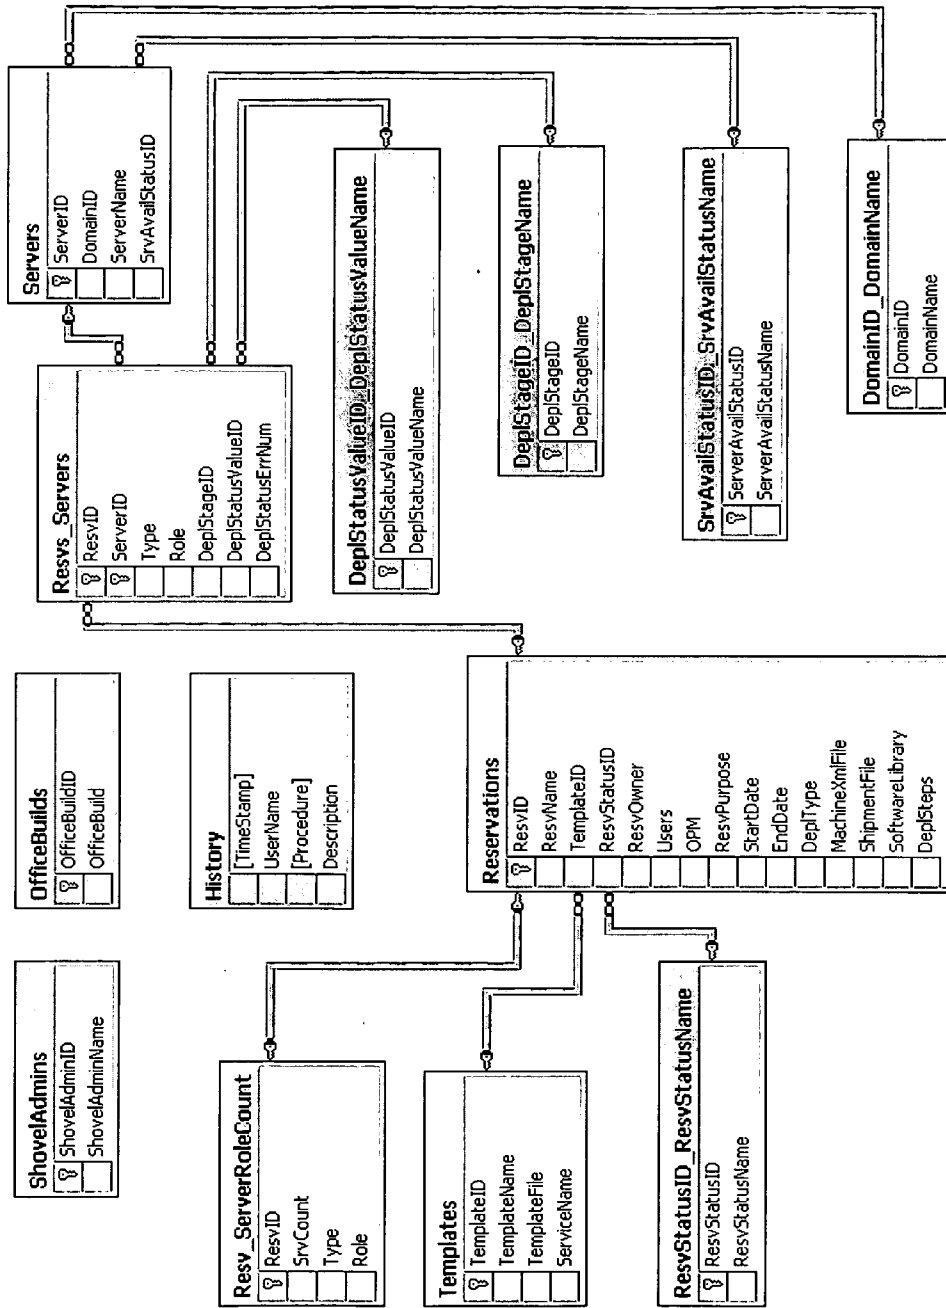 ShovelAdmins
ShovelAdminID
ShovelAdminName
OfficeBuilds
OfficeBuildID
OfficeBuild
Resvs_Servers
ResvID
ServerID
Type
Role
DeplStageID
DeplStatusValueID
DeplStatusErrNum
Servers
ServerID
DomainID
ServerName
SrvAvailStatusID
Resv_ServerRoleCount
ResvID
SrvCount
Type
Role
History
[TimeStamp]
UserName
[Procedure]
Description
DeplStatusValueID_DeplStatusValueName
DeplStatusValueID
DeplStatusValueName
Templates
TemplateID
TemplateName
TemplateFile
ServiceName
Reservations
ResvID
ResvName
TemplateID
ResvStatusID
ResvOwner
Users
OPM
ResvPurpose
StartDate
EndDate
DeplType
MachineXmlFile
ShipmentFile
SoftwareLibrary
DeplSteps
DeplStageID_DeplStageName
DeplStageID
DeplStageName
ResvStatusID_ResvStatusName
ResvStatusID
ResvStatusName
SrvAvailStatusID_SrvAvailStatusName
ServerAvailStatusID
ServerAvailStatusName
DomainID_DomainName
DomainID
DomainName